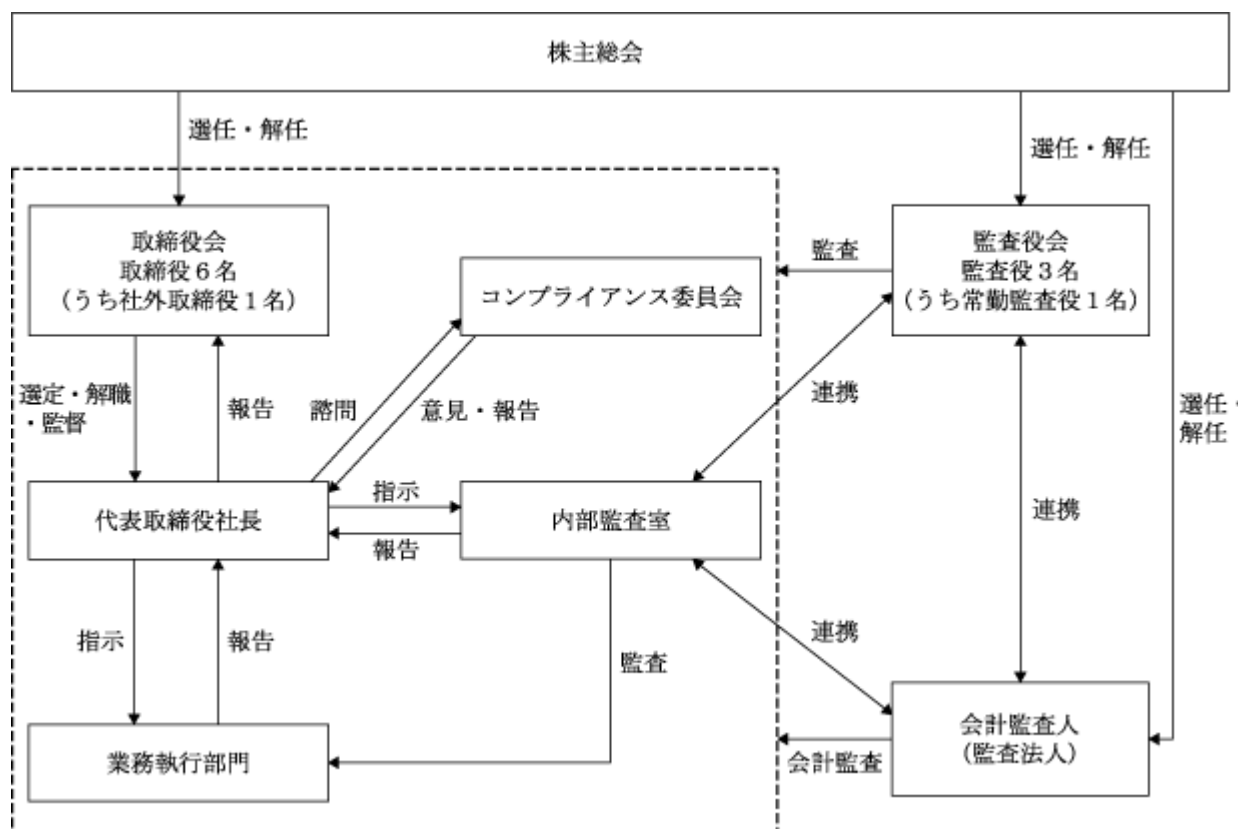 株主総会
選任・解任
選任・解任
取締役会
取締役6名
(うち社外取締役1名)
監査
監査役会
監査役3名
(うち常勤監査役1名)
コンプライアンス委員会
選定・解職
・監督
報告
諮問
意見・報告
連携
選任・
解任
代表取締役社長
指示
報告
内部監査室
連携
指示
報告
監査
連携
業務執行部門
会計監査
会計監査人
(監査法人)